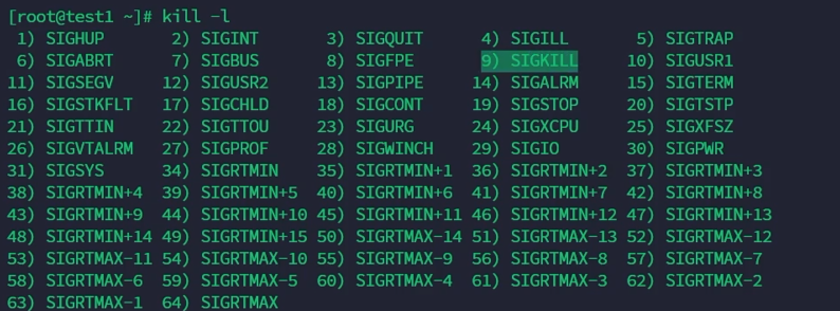 [root@test1 ~]# kill -l
 1) SIGHUP       2) SIGINT       3) SIGQUIT      4) SIGILL       5) SIGTRAP
 6) SIGABRT      7) SIGBUS       8) SIGFPE       9) SIGKILL     10) SIGUSR1
11) SIGSEGV     12) SIGUSR2     13) SIGPIPE     14) SIGALRM     15) SIGTERM
16) SIGSTKFLT   17) SIGCHLD     18) SIGCONT     19) SIGSTOP     20) SIGTSTP
21) SIGTTIN     22) SIGTTOU     23) SIGURG      24) SIGXCPU     25) SIGXFSZ
26) SIGVTALRM   27) SIGPROF     28) SIGWINCH    29) SIGIO       30) SIGPWR
31) SIGSYS      34) SIGRTMIN    35) SIGRTMIN+1  36) SIGRTMIN+2  37) SIGRTMIN+3
38) SIGRTMIN+4  39) SIGRTMIN+5  40) SIGRTMIN+6  41) SIGRTMIN+7  42) SIGRTMIN+8
43) SIGRTMIN+9  44) SIGRTMIN+10 45) SIGRTMIN+11 46) SIGRTMIN+12 47) SIGRTMIN+13
48) SIGRTMIN+14 49) SIGRTMIN+15 50) SIGRTMAX-14 51) SIGRTMAX-13 52) SIGRTMAX-12
53) SIGRTMAX-11 54) SIGRTMAX-10 55) SIGRTMAX-9  56) SIGRTMAX-8  57) SIGRTMAX-7
58) SIGRTMAX-6  59) SIGRTMAX-5  60) SIGRTMAX-4  61) SIGRTMAX-3  62) SIGRTMAX-2
63) SIGRTMAX-1  64) SIGRTMAX